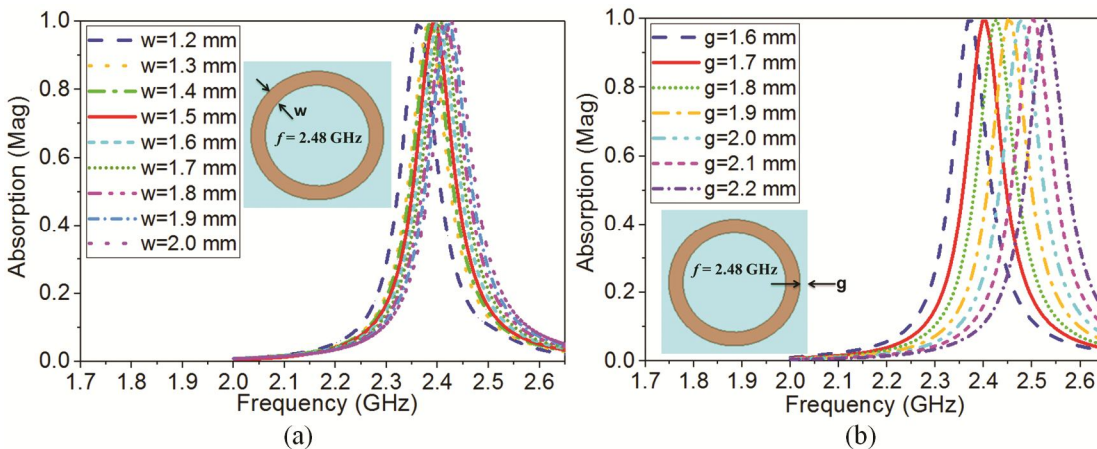 1.0
0.8
0.6
0.4
0.2
0.0
Absorption (Mag)
w=1.2 mm
w=1.3 mm
w=1.4 mm
w=1.5 mm
w=1.6 mm
w=1.7 mm
w=1.8 mm
w=1.9 mm
w=2.0 mm
w
f = 2.48 GHz
1.7 1.8 1.9 2.0 2.1 2.2 2.3 2.4 2.5 2.6
Frequency (GHz)
(a)
b)
1.0
0.8
0.6
0.4
0.2
0.0
Absorption (Mag)
g=1.6 mm
g=1.7 mm
g=1.8 mm
g=1.9 mm
g=2.0 mm
g=2.1 mm
g=2.2 mm
f = 2.48 GHz
g
1.7 1.8 1.9 2.0 2.1 2.2 2.3 2.4 2.5 2.6
Frequency (GHz)
(b)